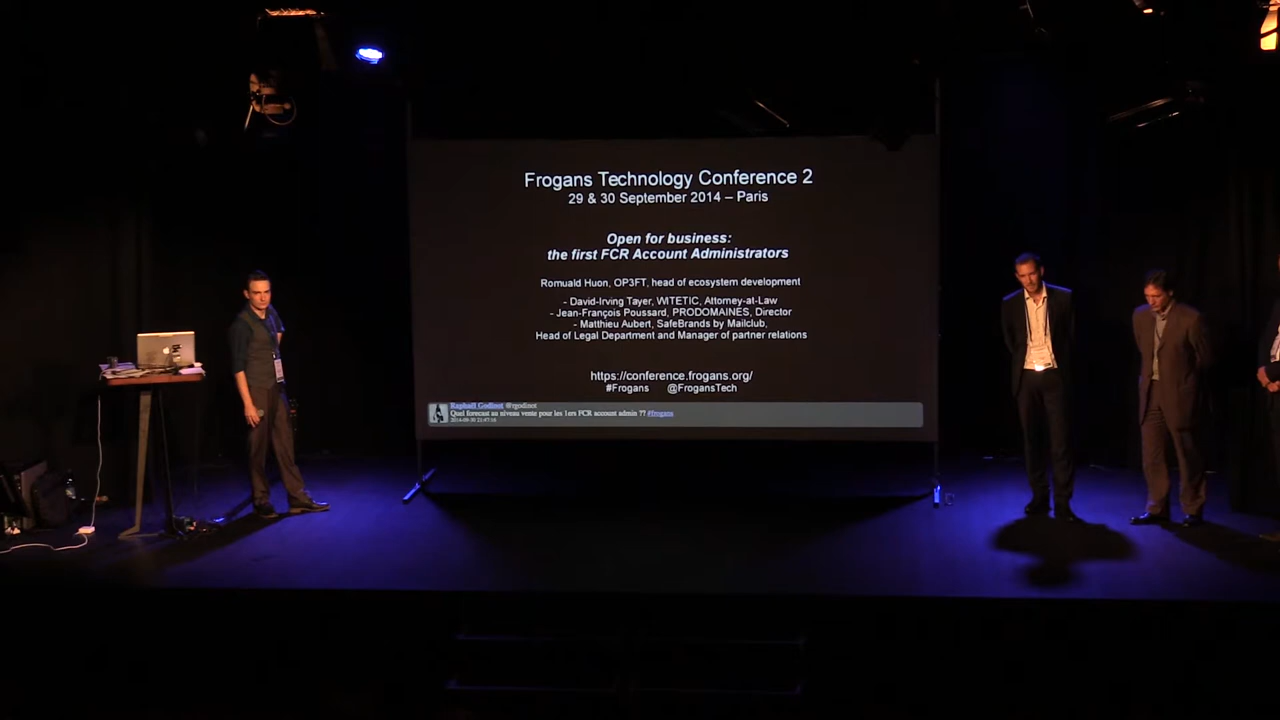 Frogans Technology Conference 2
29 & 30 September 2014 – Paris
Open for business:
the first FCR Account Administrators
Romuald Huon, OP3FT, head of ecosystem development
- David-Irving Tayer, WITETIC, Attorney-at-Law
- Jean-François Poussard, PRODOMAINES, Director
- Matthieu Aubert, SafeBrands by Mailclub,
Head of Legal Department and Manager of partner relations
https://conference.frogans.org/
#Frogans @FrogansTech
Raphaël Godinot @rgodinot
Quel forecast au niveau vente pour les 1ers FCR account admin ?? #frogans